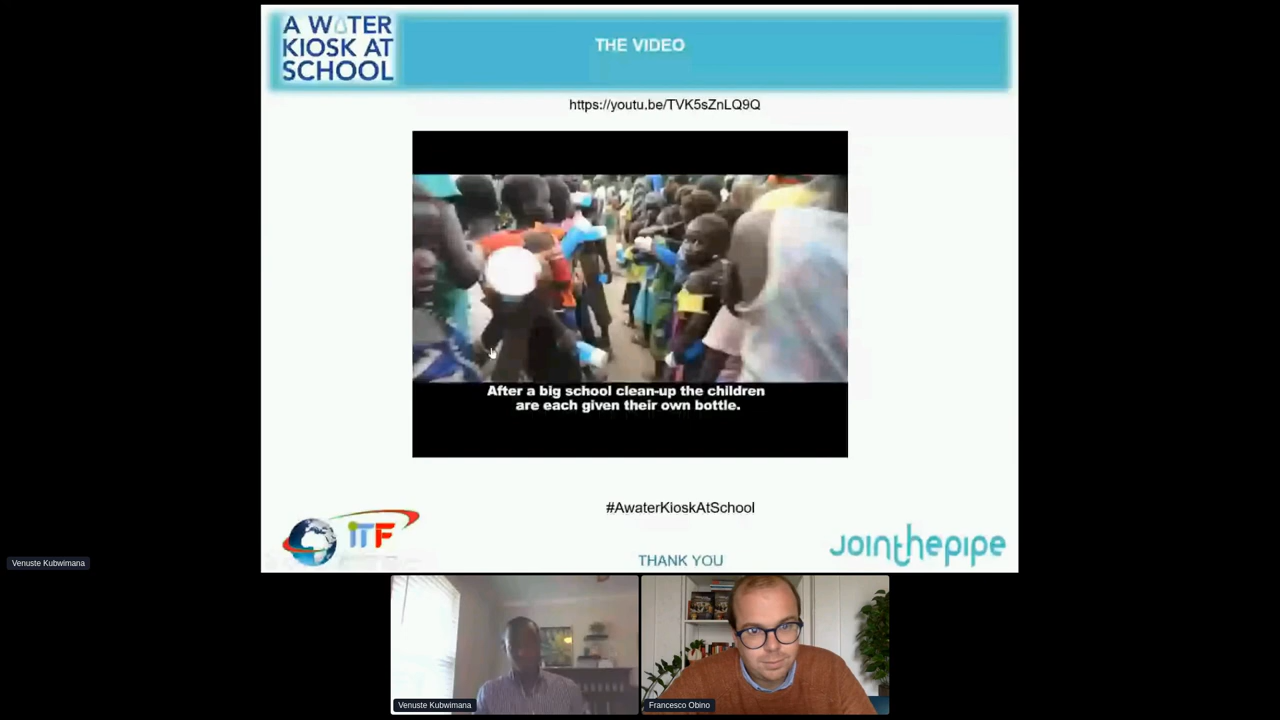 A WATER
KIOSK AT
SCHOOL
THE VIDEO
https://youtu.be/TVK5sZnLQ9Q
After a big school clean-up the children
are each given their own bottle.
#AwaterKioskAtSchool
iTF
jointhepipe
THANK YOU
Venuste Kubwimana
Venuste Kubwimana
Francesco Obino